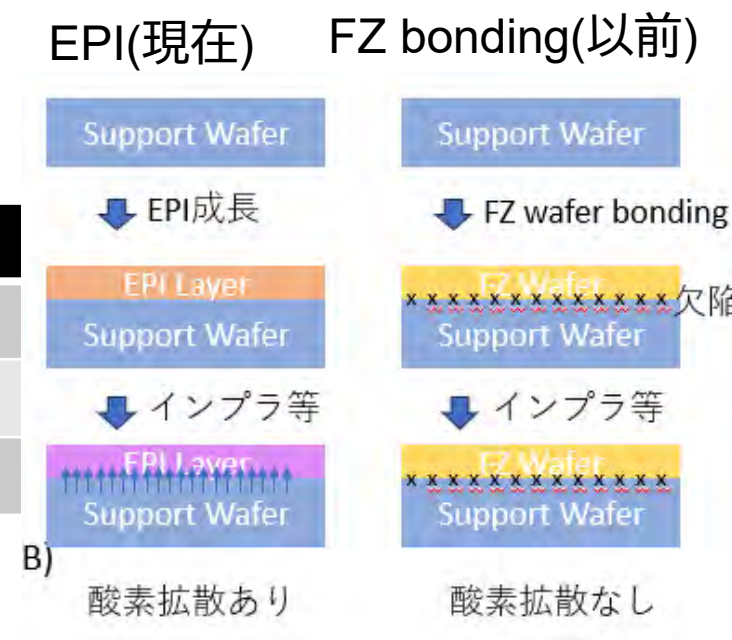 EPI(現在)
FZ bonding(以前)
Support Wafer
EPI成長
EPI Layer
Support Wafer
インプラ等
EPI Layer
Support Wafer
酸素拡散あり
Support Wafer
FZ wafer bonding
FZ Wafer
x x x x x x x x x x x x x 欠陥
Support Wafer
インプラ等
FZ Wafer
x x x x x x x x x x x x x
Support Wafer
酸素拡散なし
B)